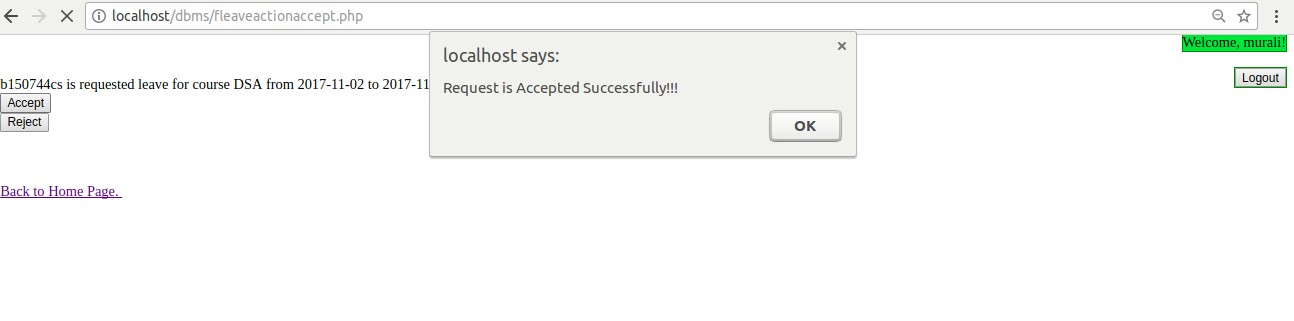 localhost/dbms/fleaveactionaccept.php
Welcome, murali!
localhost says:
×
Request is Accepted Successfully!!!
OK
Logout
b150744cs is requested leave for course DSA from 2017-11-02 to 2017-11
Accept
Reject
Back to Home Page.